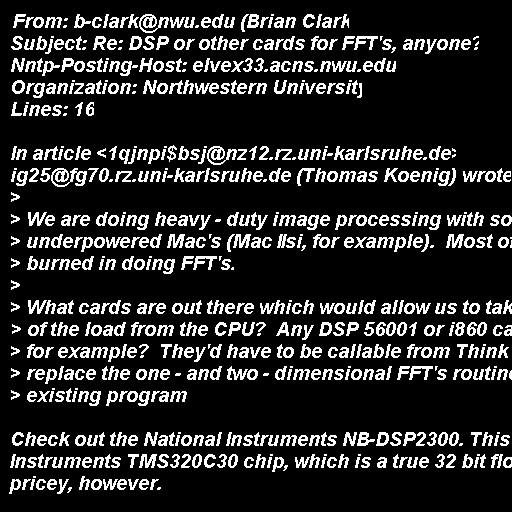 From: b-clark@nwu.edu (Brian Clark
Subject: Re: DSP or other cards for FFT's, anyone?
Nntp-Posting-Host: elvex33.acns.nwu.edu
Organization: Northwestern University
Lines: 16

In article <1qjnpi$bsj@nz12.rz.uni-karlsruhe.de>
ig25@fg70.rz.uni-karlsruhe.de (Thomas Koenig) wrote
>
> We are doing heavy - duty image processing with so
> underpowered Mac's (Mac IIsi, for example).  Most of
> burned in doing FFT's.
>
> What cards are out there which would allow us to tak
> of the load from the CPU?  Any DSP 56001 or i860 ca
> for example?  They'd have to be callable from Think
> replace the one - and two - dimensional FFT's routin
> existing program

Check out the National Instruments NB-DSP2300. This
Instruments TMS320C30 chip, which is a true 32 bit flo
pricey, however.